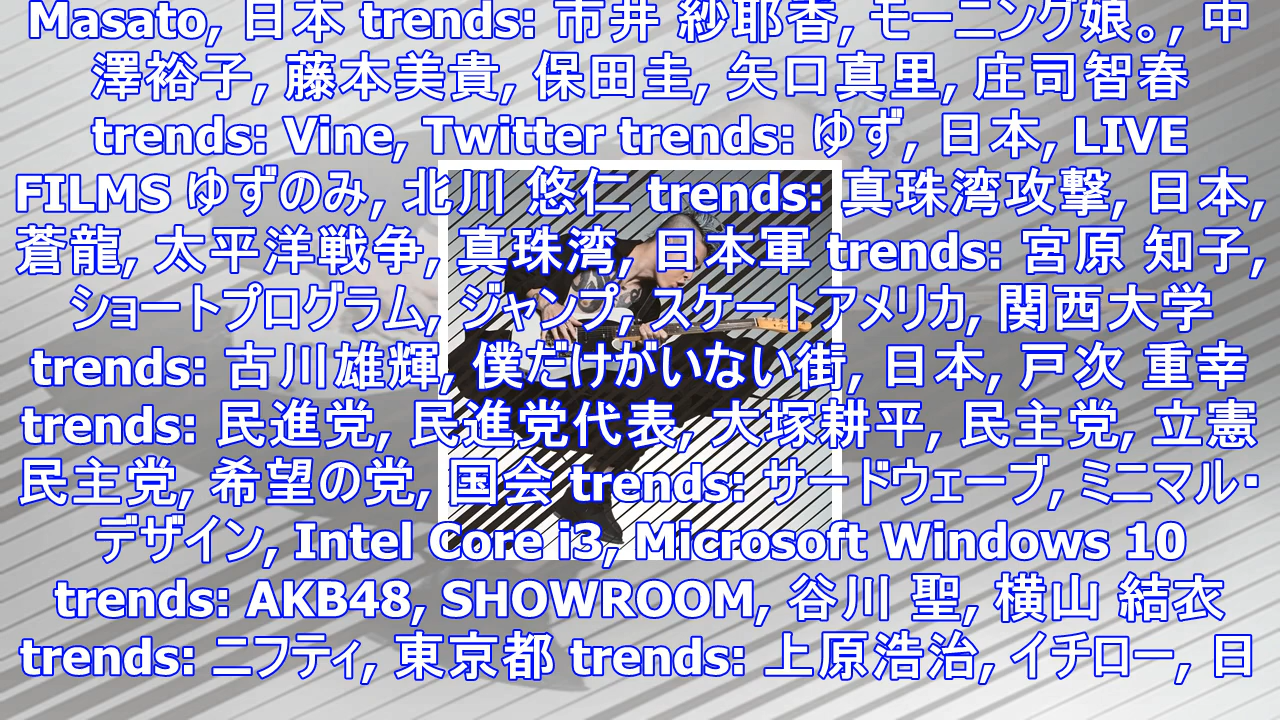 Masato, 日本 trends: 市井 紗耶香, モーニング娘。, 中
澤裕子, 藤本美貴, 保田圭, 矢口真里, 庄司智春
trends: Vine, Twitter trends: ゆず, 日本, LIVE
FILMS ゆずのみ, 北川 悠仁 trends: 真珠湾攻撃, 日本,
蒼龍, 太平洋戦争, 真珠湾, 日本軍 trends: 宮原 知子,
ショートプログラム, ジャンプ, スケートアメリカ, 関西大学
trends: 古川雄輝, 僕だけがいない街, 日本, 戸次 重幸
trends: 民進党, 民進党代表, 大塚耕平, 民主党, 立憲
民主党, 希望の党, 国会 trends: サードウェーブ, ミニマル・
デザイン, Intel Core i3, Microsoft Windows 10
trends: AKB48, SHOWROOM, 谷川 聖, 横山 結衣
trends: ニフティ, 東京都 trends: 上原浩治, イチロー, 日